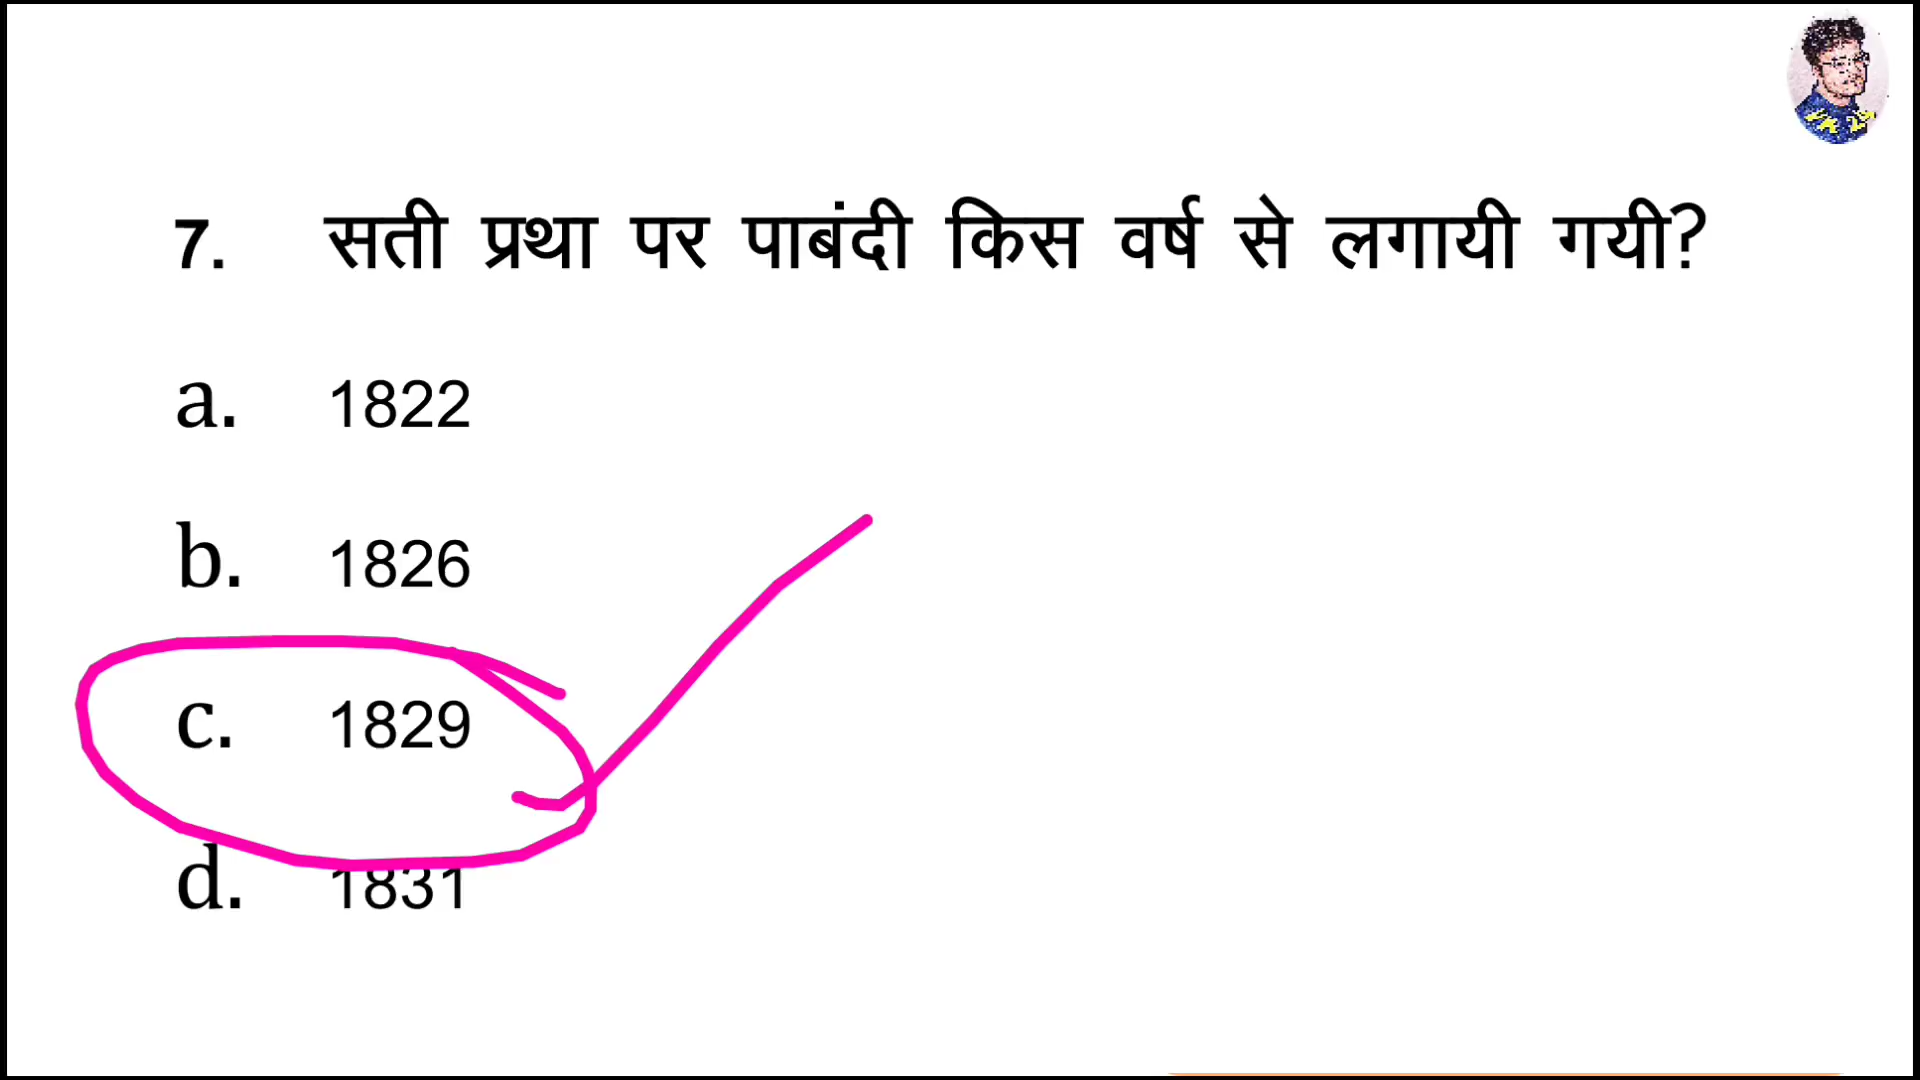 7. सती प्रथा पर पाबंदी किस वर्ष से लगायी गयी?
a. 1822
b. 1826
c. 1829
d. 1831